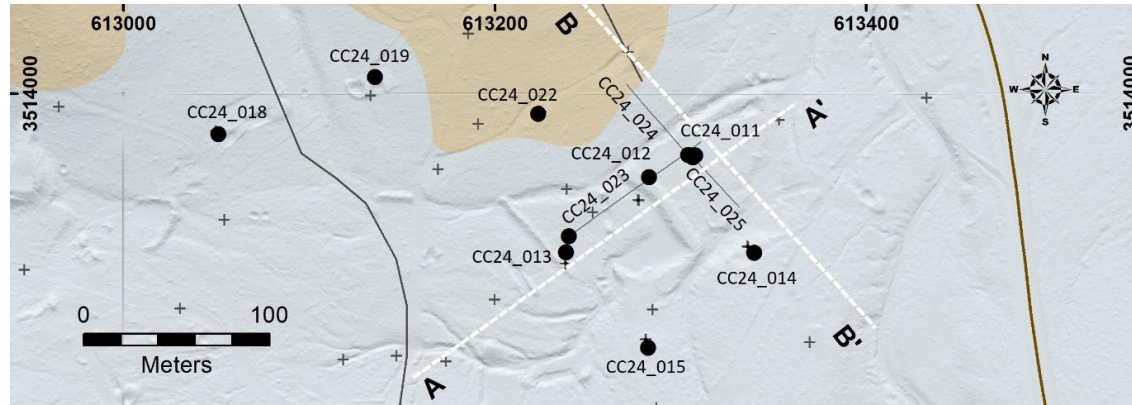 613000
613200
613400
B
N
W
E
S
CC24_019
3514000
3514000
CC24_018
CC24_022
CC24_024
CC24_011
A'
CC24_012
CC24_023
CC24_025
CC24_013
CC24_014
0
100
Meters
B'
CC24_015
A